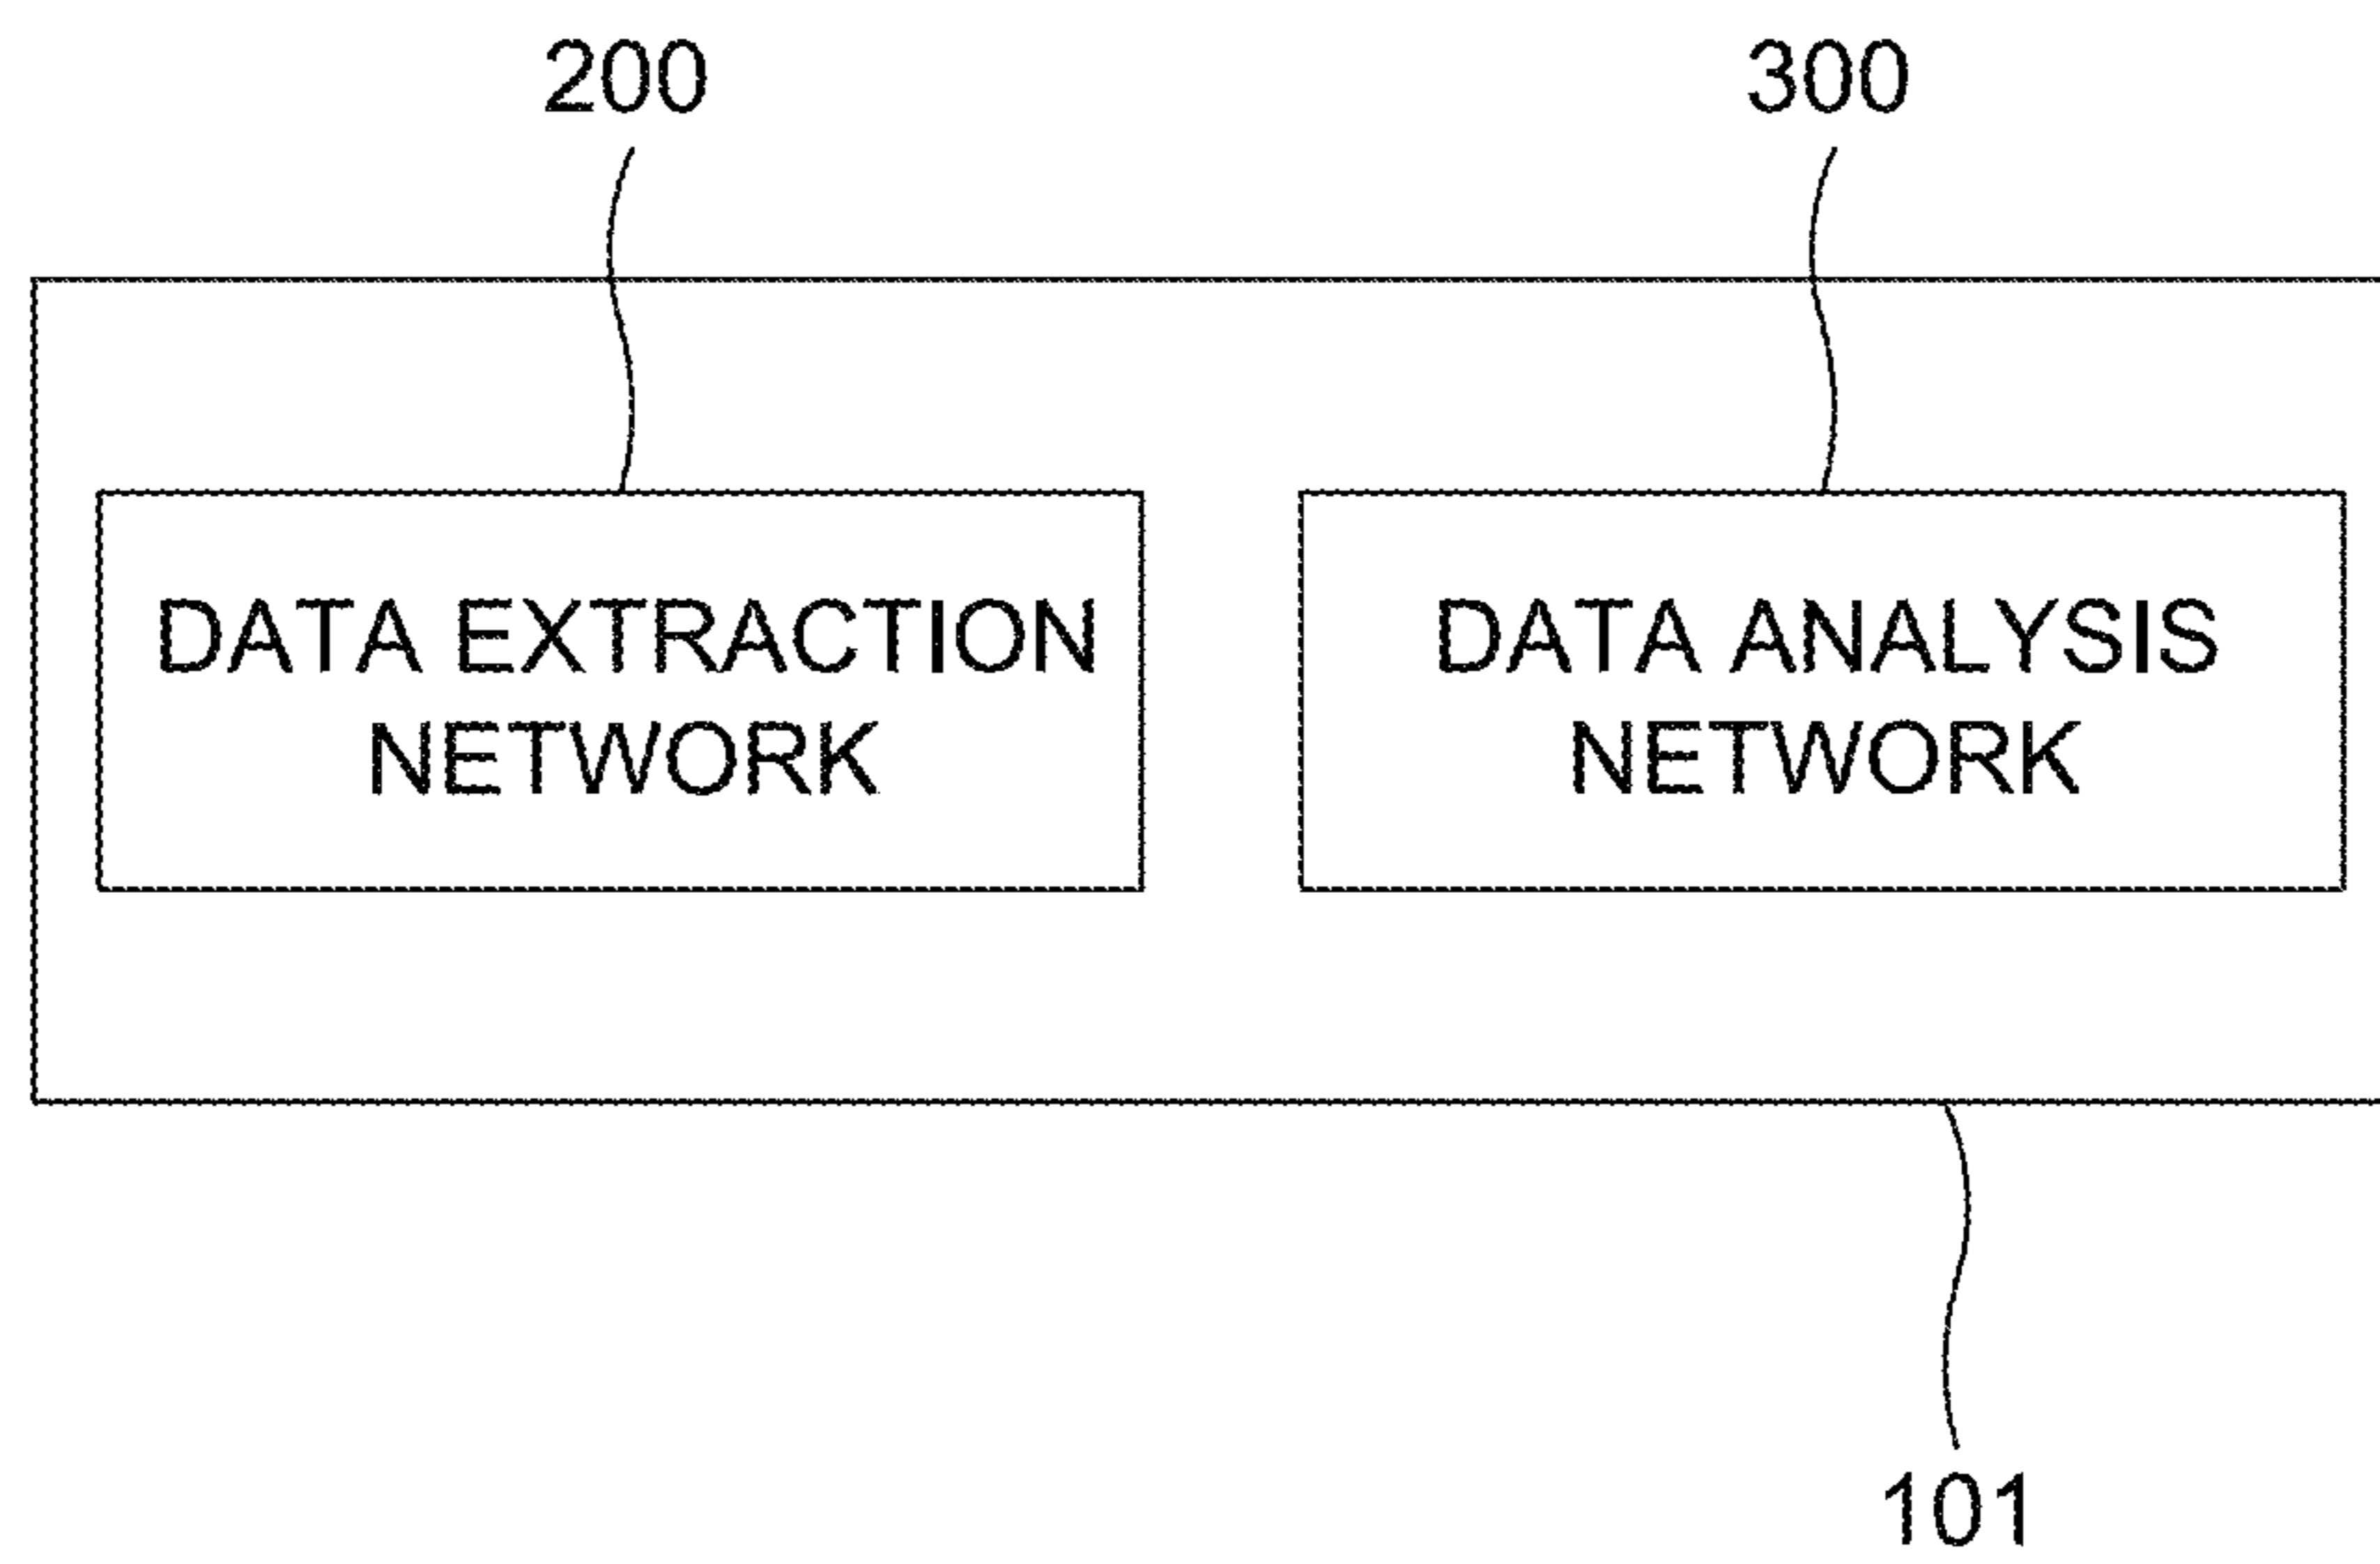 200
300
DATA EXTRACTION
NETWORK
DATA ANALYSIS
NETWORK
101